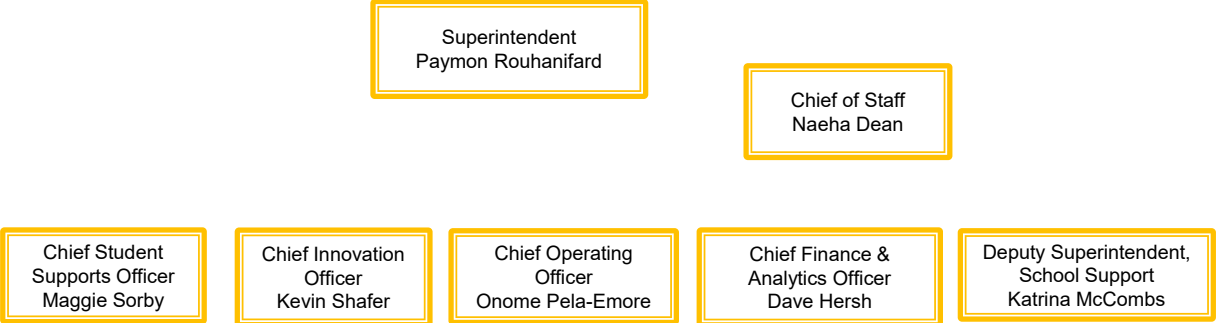 Superintendent
Paymon Rouhanifard
Chief of Staff
Naeha Dean
Chief Student
Supports Officer
Maggie Sorby
Chief Innovation
Officer
Kevin Shafer
Chief Operating
Officer
Onome Pela-Emore
Chief Finance &
Analytics Officer
Dave Hersh
Deputy Superintendent,
School Support
Katrina McCombs